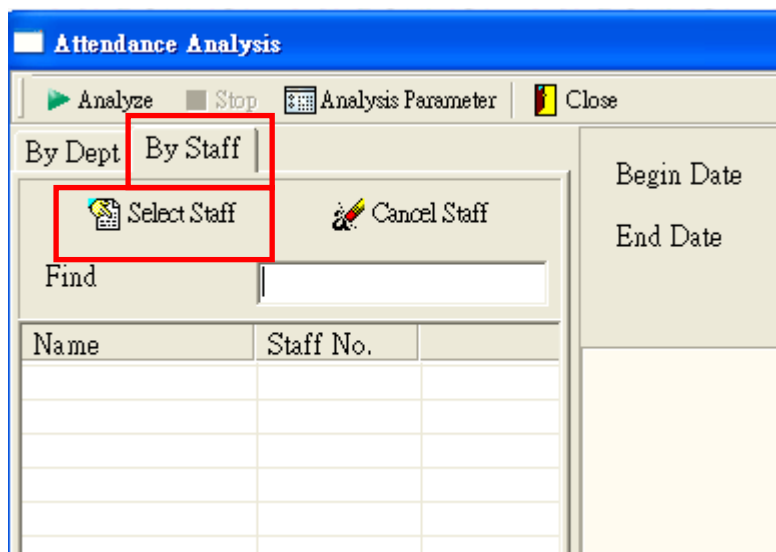 Attendance Analysis
Analyze Stop Analysis Parameter Close
By Dept By Staff
Select Staff Cancel Staff
Find
Name Staff No.
Begin Date
End Date